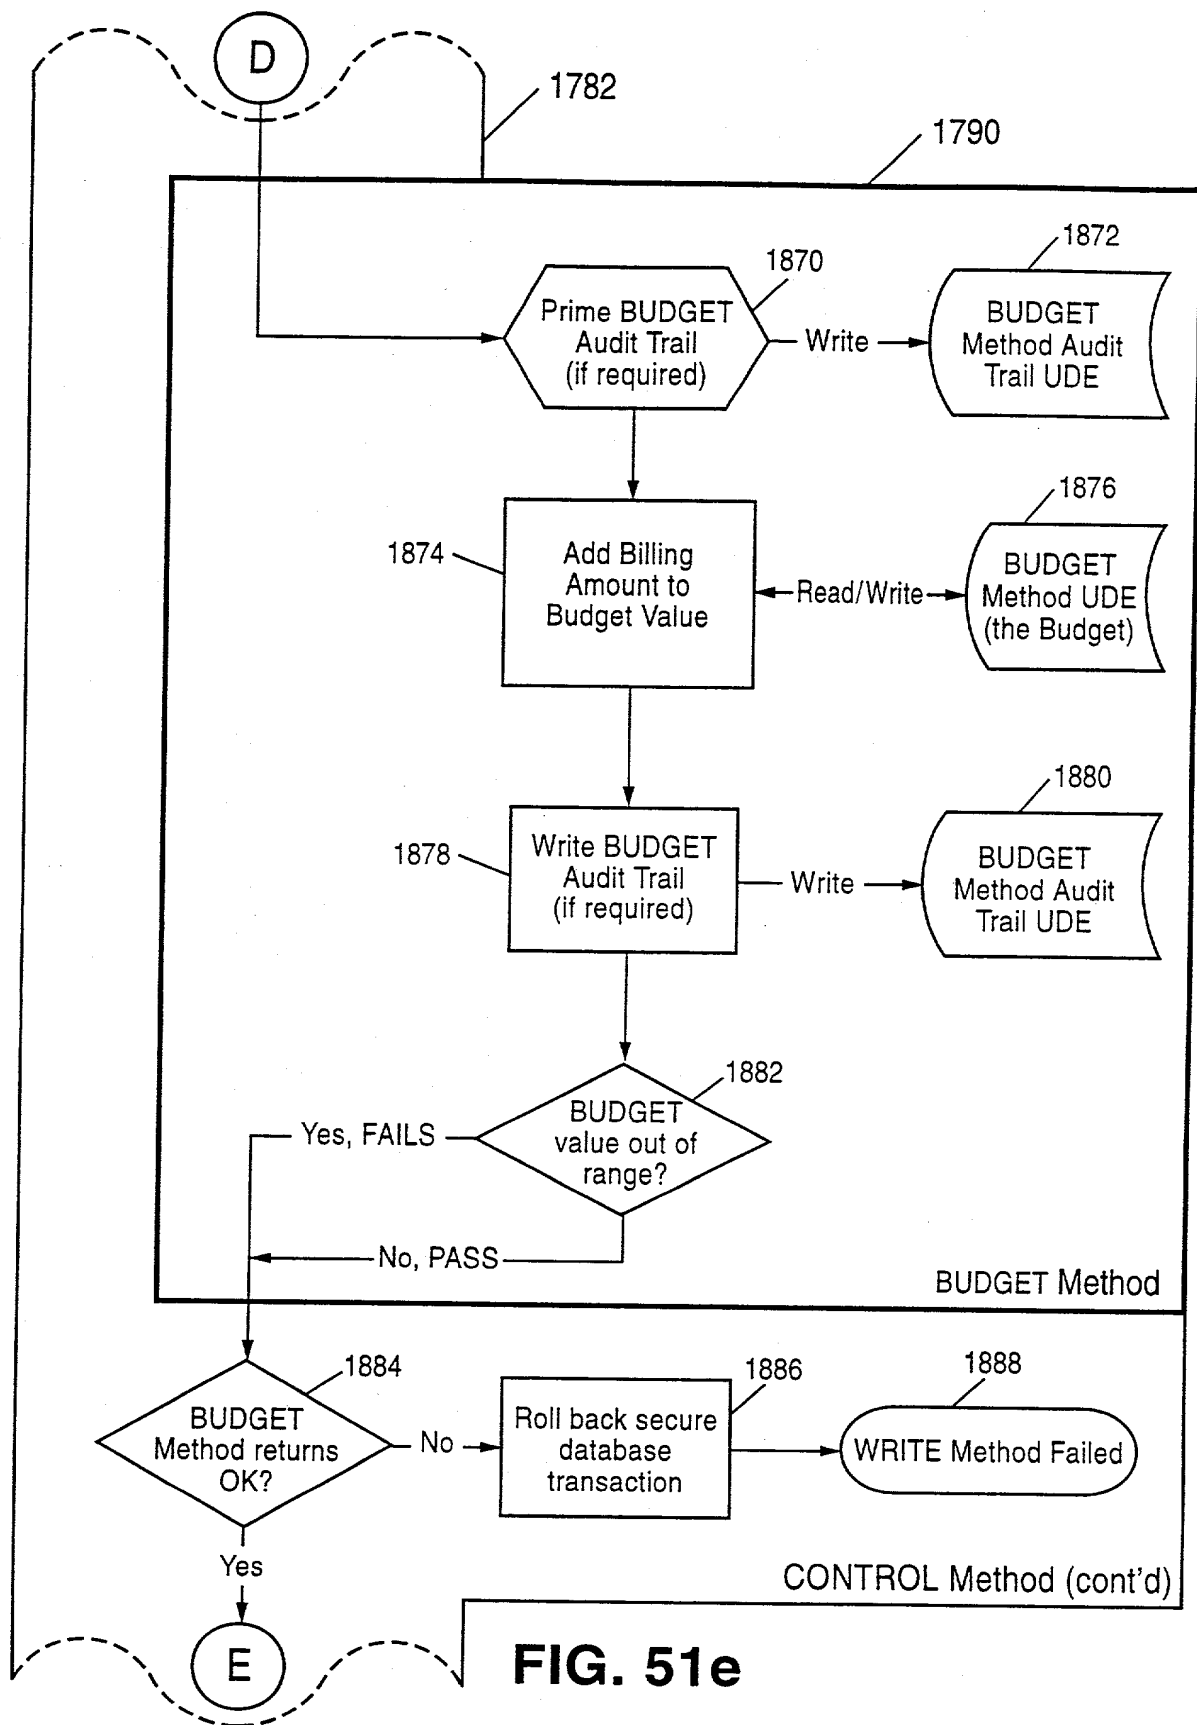 D
1782
1790
1870
1872
Prime BUDGET
Audit Trail
(if required)
Write
BUDGET
Method Audit
Trail UDE
1874
Add Billing
Amount to
Budget Value
Read/Write
1876
BUDGET
Method UDE
(the Budget)
1878
Write BUDGET
Audit Trail
(if required)
Write
1880
BUDGET
Method Audit
Trail UDE
1882
BUDGET
value out of
range?
Yes, FAILS
No, PASS
BUDGET Method
1884
BUDGET
Method returns
OK?
No
1886
Roll back secure
database
transaction
1888
WRITE Method Failed
Yes
CONTROL Method (cont'd)
E
FIG. 51e